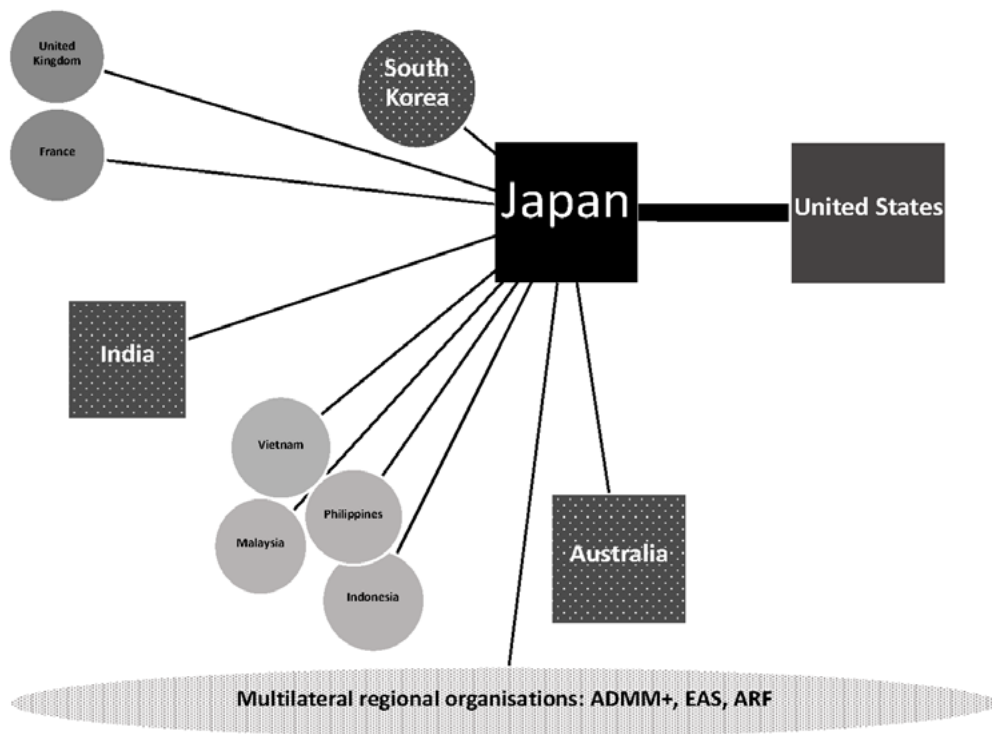 United
Kingdom
South
Korea
France
Japan
United States
India
Vietnam
Philippines
Malaysia
Australia
Indonesia
Multilateral regional organisations: ADMM+, EAS, ARF